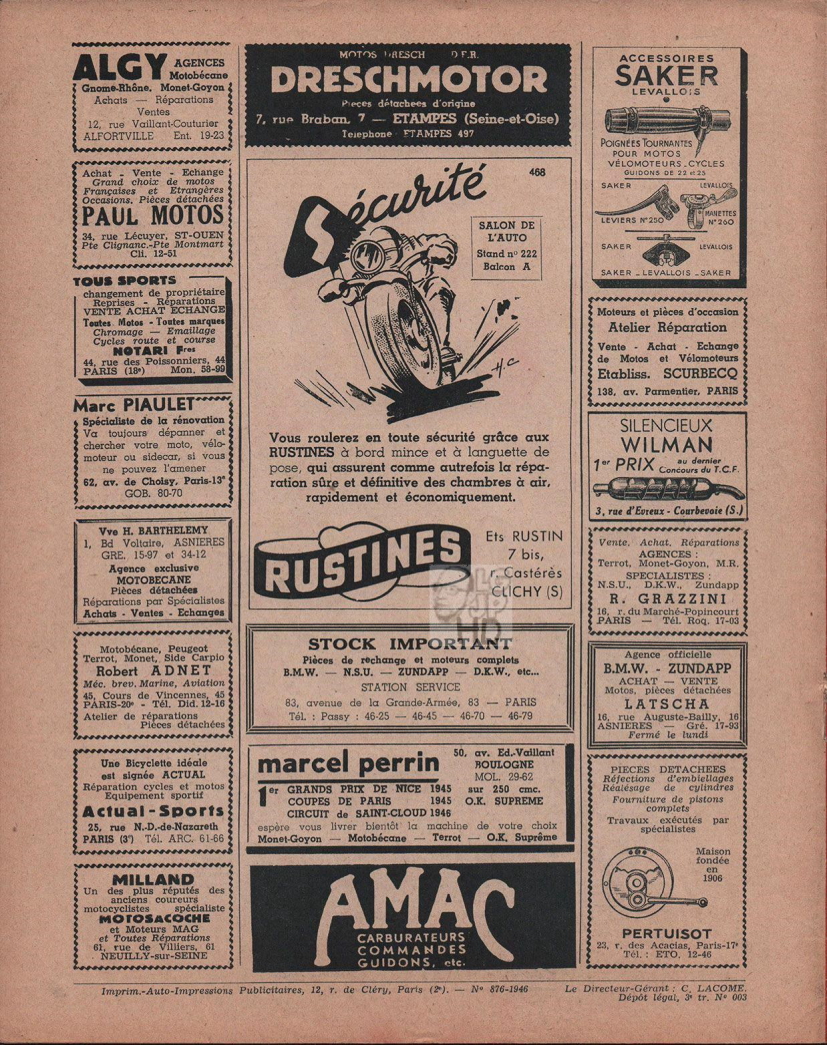 ALGY AGENCES
Motobécane
Gnome-Rhône. Monet-Goyon
Achats — Réparations
Ventes
12, rue Vaillant-Couturier
ALFORTVILLE Ent. 19-23
Achat - Vente - Echange
Grand choix de motos
Françaises et Etrangères
Occasions. Pièces détachées
PAUL MOTOS
34, rue Lécuyer, ST-OUEN
Pte Clignanc.-Pte Montmart
Cli. 12-51
TOUS SPORTS
changement de propriétaire
Reprises - Réparations
VENTE ACHAT ECHANGE
Toutes Motos - Toutes marques
Chromage — Emaillage
Cycles route et course
NOTARI Fres
44, rue des Poissonniers, 44
PARIS (18e) Mon. 58-99
Marc PIAULET
Spécialiste de la rénovation
Va toujours dépanner et
chercher votre moto, vélo-
moteur ou sidecar, si vous
ne pouvez l'amener
62, av. de Choisy, Paris-13e
GOB. 80-70
Vve H. BARTHELEMY
1, Bd Voltaire, ASNIERES
GRE. 15-97 et 34-12
Agence exclusive
MOTOBECANE
Pièces détachées
Réparations par Spécialistes
Achats - Ventes - Echanges
Motobécane, Peugeot
Terrot, Monet, Side Carpio
Robert ADNET
Méc. brev. Marine, Aviation
45, Cours de Vincennes, 45
PARIS-20e - Tél. Did. 12-16
Atelier de réparations
Pièces détachées
Une Bicyclette idéale
est signée ACTUAL
Réparation cycles et motos
Equipement sportif
Actual-Sports
25, rue N.-D.-de-Nazareth
PARIS (3e) Tél. ARC. 61-66
MILLAND
Un des plus réputés des
anciens coureurs
motocyclistes spécialiste
MOTOSACOCHE
et Moteurs MAG
et Toutes Réparations
61, rue de Villiers, 61
NEUILLY-sur-SEINE
MOTOS DRESCH D.F.R.
DRESCHMOTOR
Pièces détachées d'origine
7, rue Braban, 7 — ETAMPES (Seine-et-Oise)
Telephone ETAMPES 497
Sécurité 468
SALON DE
L'AUTO
Stand no 222
Balcon A
H.C
Vous roulerez en toute sécurité grâce aux
RUSTINES à bord mince et à languette de
pose, qui assurent comme autrefois la répa-
ration sûre et définitive des chambres à air,
rapidement et économiquement.
RUSTINES
Ets RUSTIN
7 bis,
r. Castérès
CLICHY (S)
STOCK IMPORTANT
Pièces de rechange et moteurs complets
B.M.W. — N.S.U. — ZUNDAPP — D.K.W., etc...
STATION SERVICE
83, avenue de la Grande-Armée, 83 — PARIS
Tél. : Passy : 46-25 — 46-45 — 46-70 — 46-79
marcel perrin
50, av. Ed.-Vaillant
BOULOGNE
MOL. 29-62
1er GRANDS PRIX DE NICE 1945 sur 250 cmc.
COUPES DE PARIS 1945 O.K. SUPREME
CIRCUIT de SAINT-CLOUD 1946
espère vous livrer bientôt la machine de votre choix
Monet-Goyon — Motobécane — Terrot — O.K. Suprême
AMAC
CARBURATEURS
COMMANDES
GUIDONS, etc.
ACCESSOIRES
SAKER
LEVALLOIS
POIGNÉES TOURNANTES
POUR MOTOS
VÉLOMOTEURS_CYCLES
GUIDONS DE 22 et 25
SAKER LEVALLOIS
LEVIERS N° 250 MANETTES
N° 260
SAKER LEVALLOIS
SAKER _ LEVALLOIS _ SAKER
Moteurs et pièces d'occasion
Atelier Réparation
Vente - Achat - Echange
de Motos et Vélomoteurs
Etabliss. SCURBECQ
138, av. Parmentier, PARIS
SILENCIEUX
WILMAN
1er PRIX au dernier
Concours du T.C.F.
3, rue d'Evreux - Courbevoie (S.)
Vente, Achat, Réparations
AGENCES :
Terrot, Monet-Goyon, M.R.
SPECIALISTES :
N.S.U., D.K.W., Zundapp
R. GRAZZINI
16, r. du Marché-Popincourt
PARIS — Tél. Roq. 17-03
Agence officielle
B.M.W. - ZUNDAPP
ACHAT — VENTE
Motos, pièces détachées
LATSCHA
16, rue Auguste-Bailly, 16
ASNIERES — Gré. 17-93
Fermé le lundi
PIECES DETACHEES
Réfections d'embiellages
Réalésage de cylindres
Fourniture de pistons
complets
Travaux exécutés par
spécialistes
Maison
fondée
en
1906
PERTUISOT
23, r. des Acacias, Paris-17e
Tél. : ETO. 12-46
Imprim.-Auto-Impressions Publicitaires, 12, r. de Cléry, Paris (2e). — No 876-1946 Le Directeur-Gérant : C. LACOME.
Dépôt légal, 3e tr. No 003